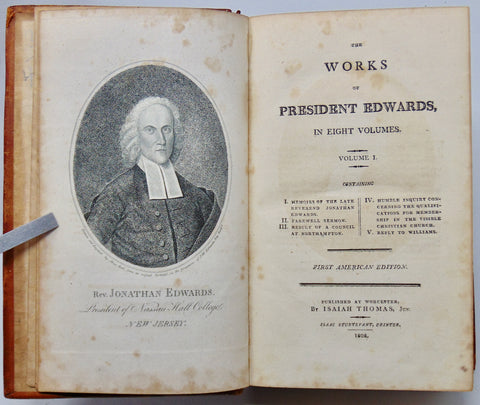 Rev. JONATHAN EDWARDS.
President of Nassau Hall College
NEW JERSEY.
THE
WORKS
OF
PRESIDENT EDWARDS,
IN EIGHT VOLUMES.
VOLUME I.
CONTAINING
I. MEMOIRS OF THE LATE
REVEREND JONATHAN
EDWARDS.
II. FAREWELL SERMON.
III. RESULT OF A COUNCIL
AT NORTHAMPTON.
IV. HUMBLE INQUIRY CON-
CERNING THE QUALIFI-
CATIONS FOR MEMBER-
SHIP IN THE VISIBLE
CHRISTIAN CHURCH.
V. REPLY TO WILLIAMS.
FIRST AMERICAN EDITION.
PUBLISHED AT WORCESTER,
BY ISAIAH THOMAS, JUN.
ISAAC STURTEVANT, PRINTER,
1808.